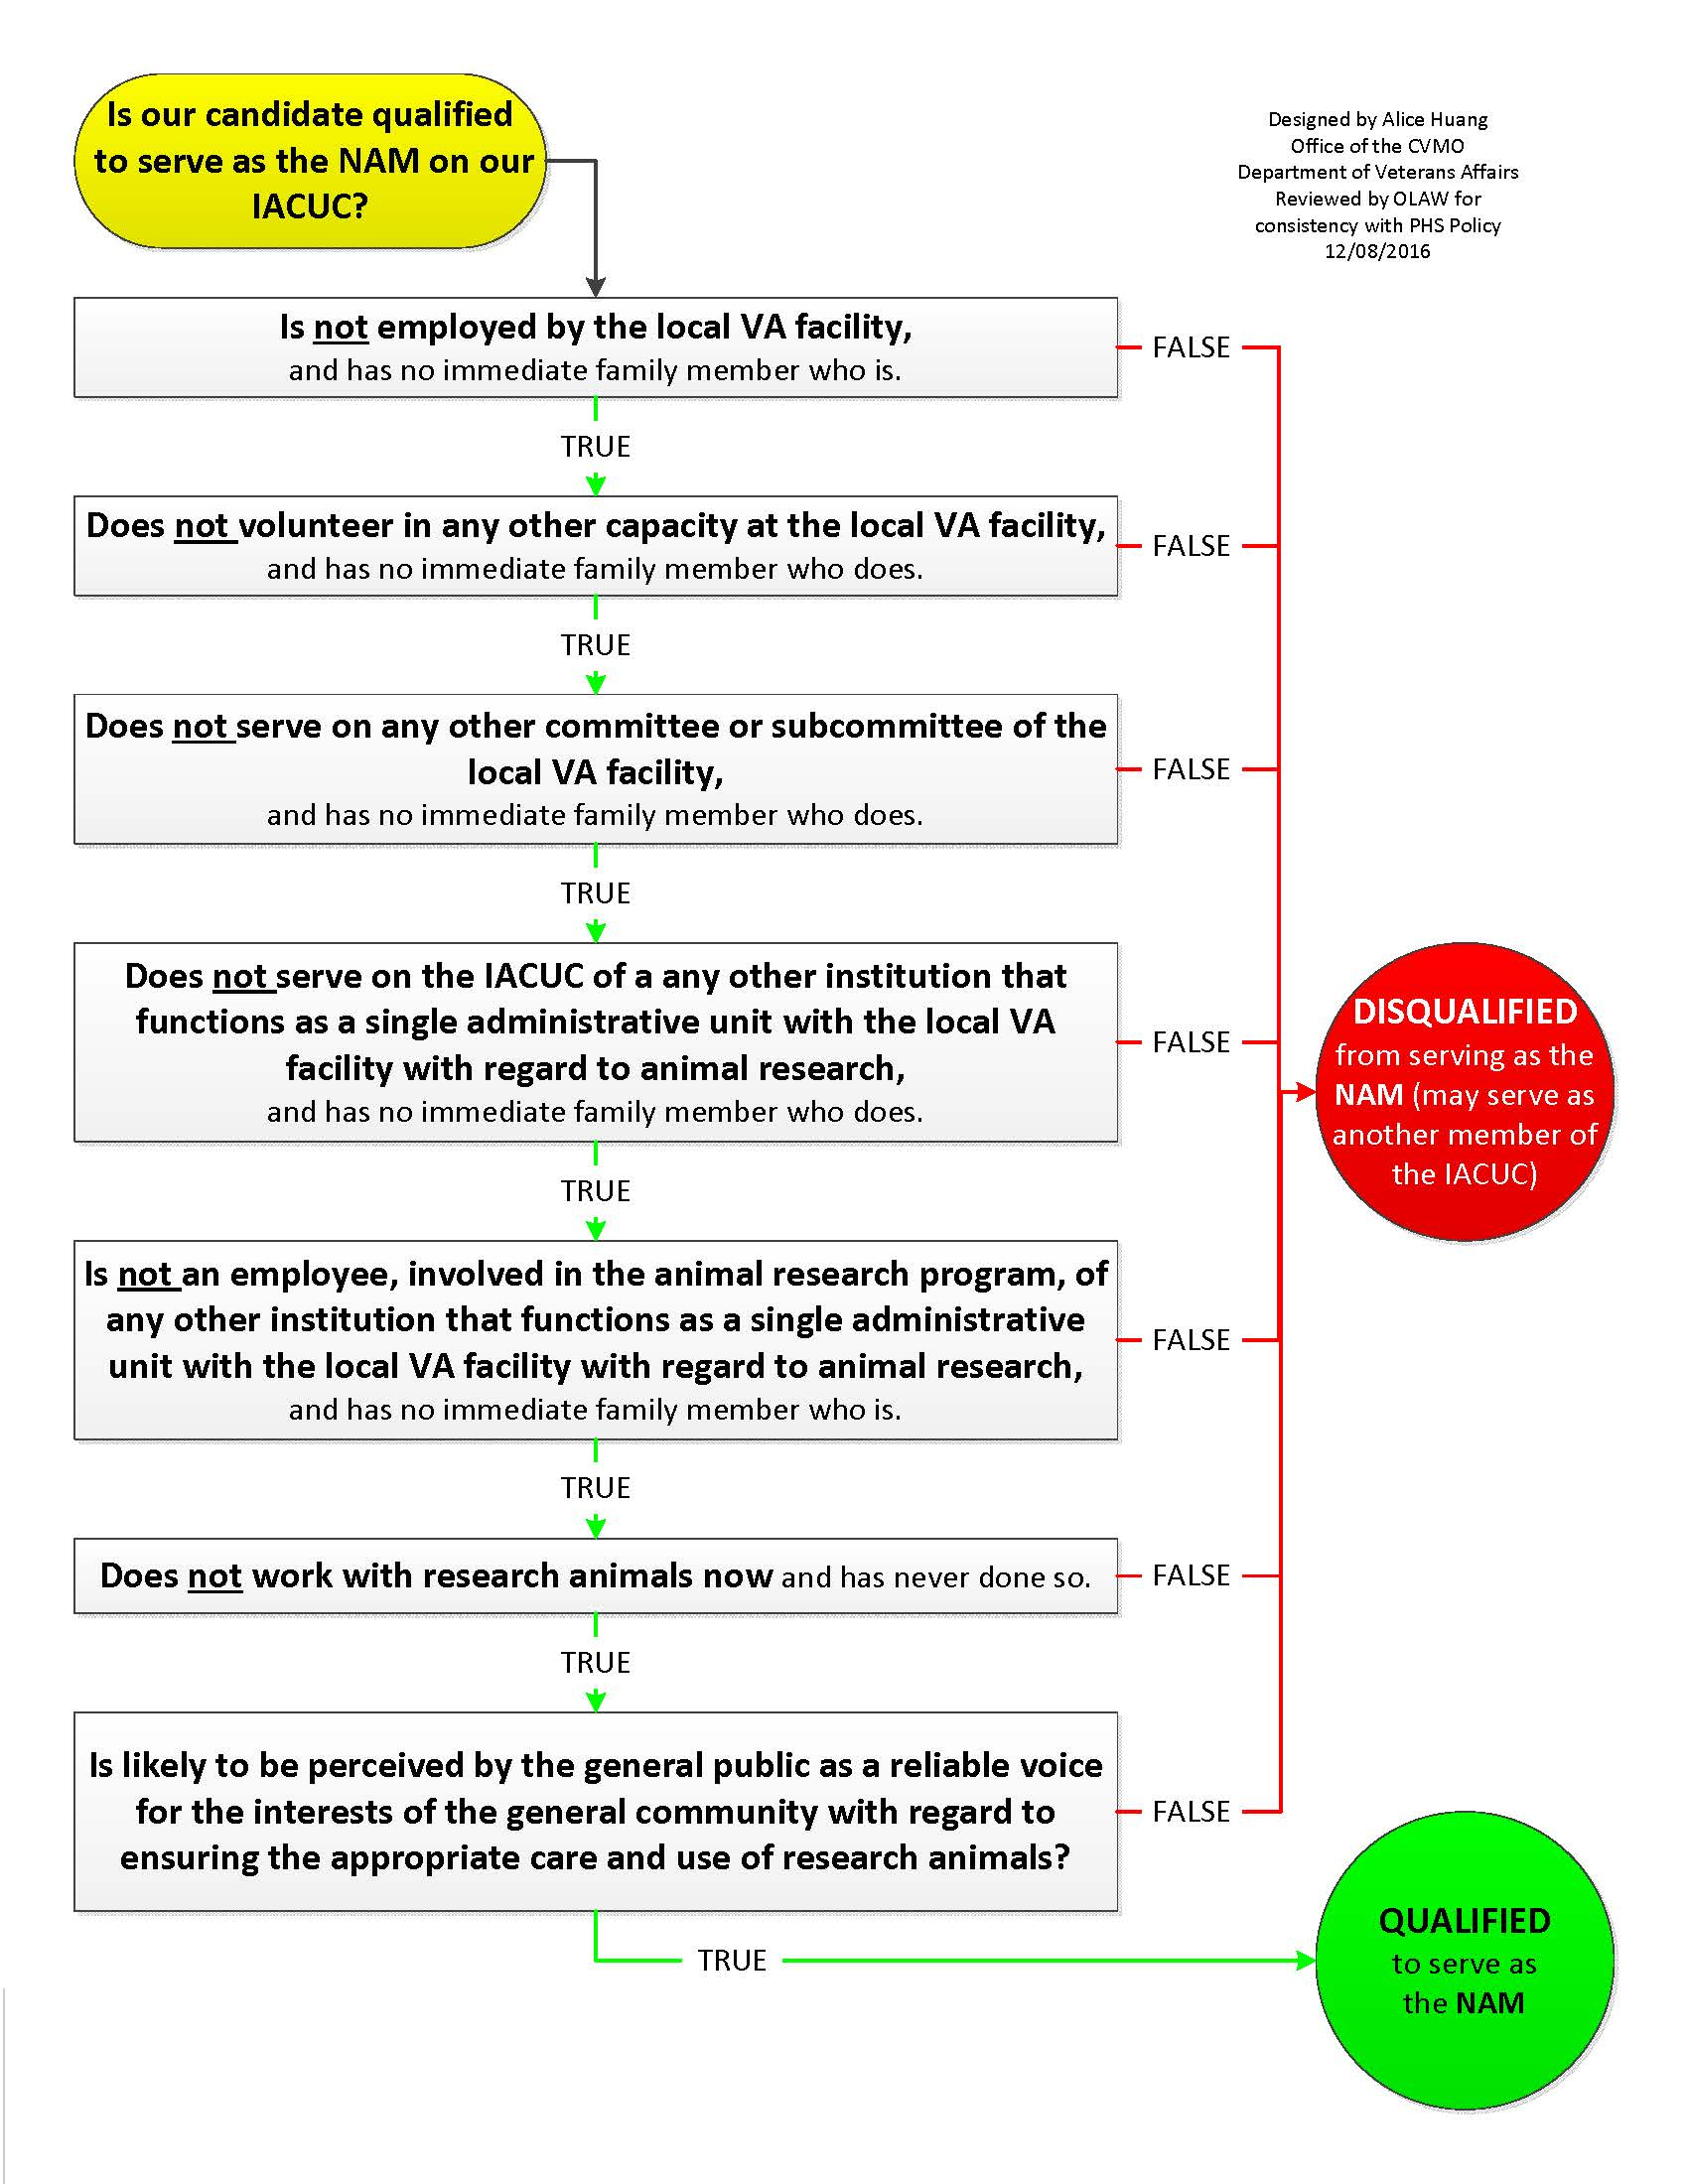 Is our candidate qualified
to serve as the NAM on our
IACUC?
Designed by Alice Huang
Office of the CVMO
Department of Veterans Affairs
Reviewed by OLAW for
consistency with PHS Policy
12/08/2016
Is not employed by the local VA facility,
and has no immediate family member who is.
FALSE
TRUE
Does not volunteer in any other capacity at the local VA facility,
and has no immediate family member who does.
FALSE
TRUE
Does not serve on any other committee or subcommittee of the
local VA facility,
and has no immediate family member who does.
FALSE
TRUE
Does not serve on the IACUC of a any other institution that
functions as a single administrative unit with the local VA
facility with regard to animal research,
and has no immediate family member who does.
FALSE
DISQUALIFIED
from serving as the
NAM (may serve as
another member of
the IACUC)
TRUE
Is not an employee, involved in the animal research program, of
any other institution that functions as a single administrative
unit with the local VA facility with regard to animal research,
and has no immediate family member who is.
FALSE
TRUE
Does not work with research animals now and has never done so.
FALSE
TRUE
Is likely to be perceived by the general public as a reliable voice
for the interests of the general community with regard to
ensuring the appropriate care and use of research animals?
FALSE
TRUE
QUALIFIED
to serve as
the NAM